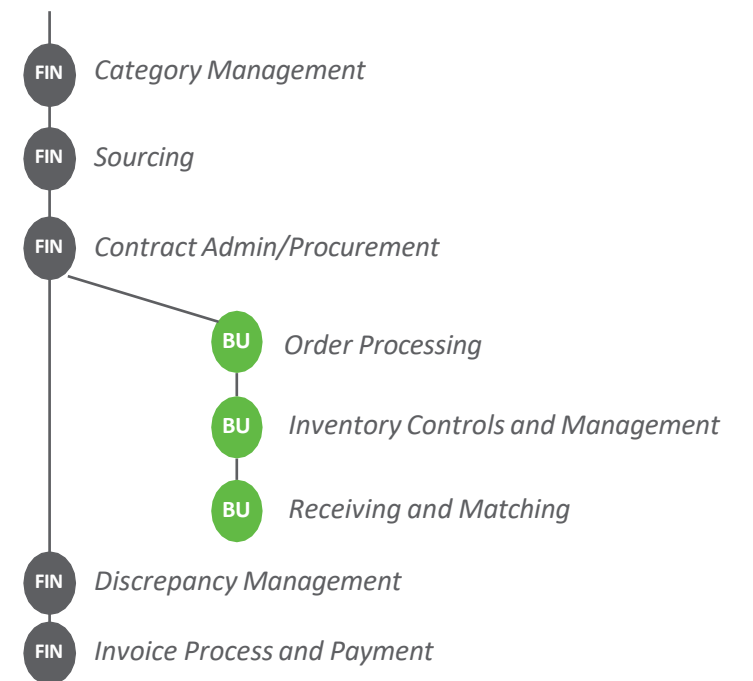 FIN Category Management
FIN Sourcing
FIN Contract Admin/Procurement
BU Order Processing
BU Inventory Controls and Management
BU Receiving and Matching
FIN Discrepancy Management
FIN Invoice Process and Payment